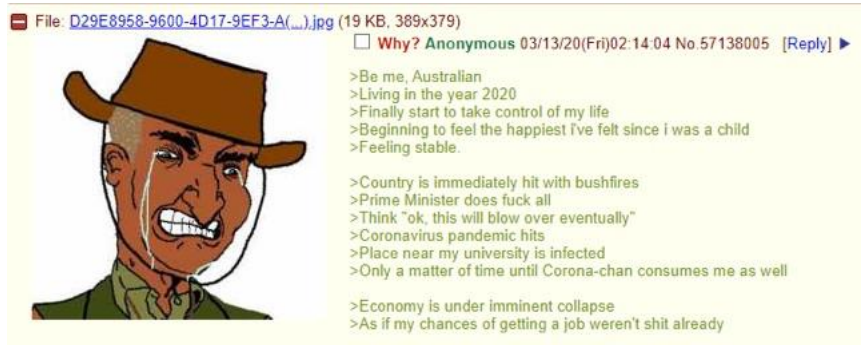 File: D29E8958-9600-4D17-9EF3-A(...).jpg (19 KB, 389x379)
Why? Anonymous 03/13/20(Fri)02:14:04 No.57138005 [Reply] ▶
>Be me, Australian
>Living in the year 2020
>Finally start to take control of my life
>Beginning to feel the happiest i've felt since i was a child
>Feeling stable.
>Country is immediately hit with bushfires
>Prime Minister does fuck all
>Think "ok, this will blow over eventually"
>Coronavirus pandemic hits
>Place near my university is infected
>Only a matter of time until Corona-chan consumes me as well
>Economy is under imminent collapse
>As if my chances of getting a job weren't shit already